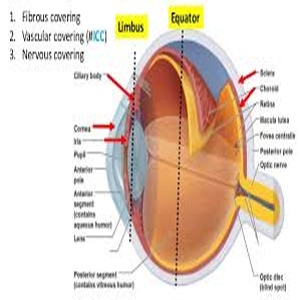 1. Fibrous covering
2. Vascular covering (#ICC)
3. Nervous covering
Limbus
Equator
Ciliary body
Cornea
Iris
Pupil
Anterior
pole
Anterior
segment
(contains
aqueous humor)
Lens
Posterior segment
(contains vitreous humor)
Sclera
Choroid
Retina
Macula lutea
Fovea centralis
Posterior pole
Optic nerve
Optic disc
(blind spot)